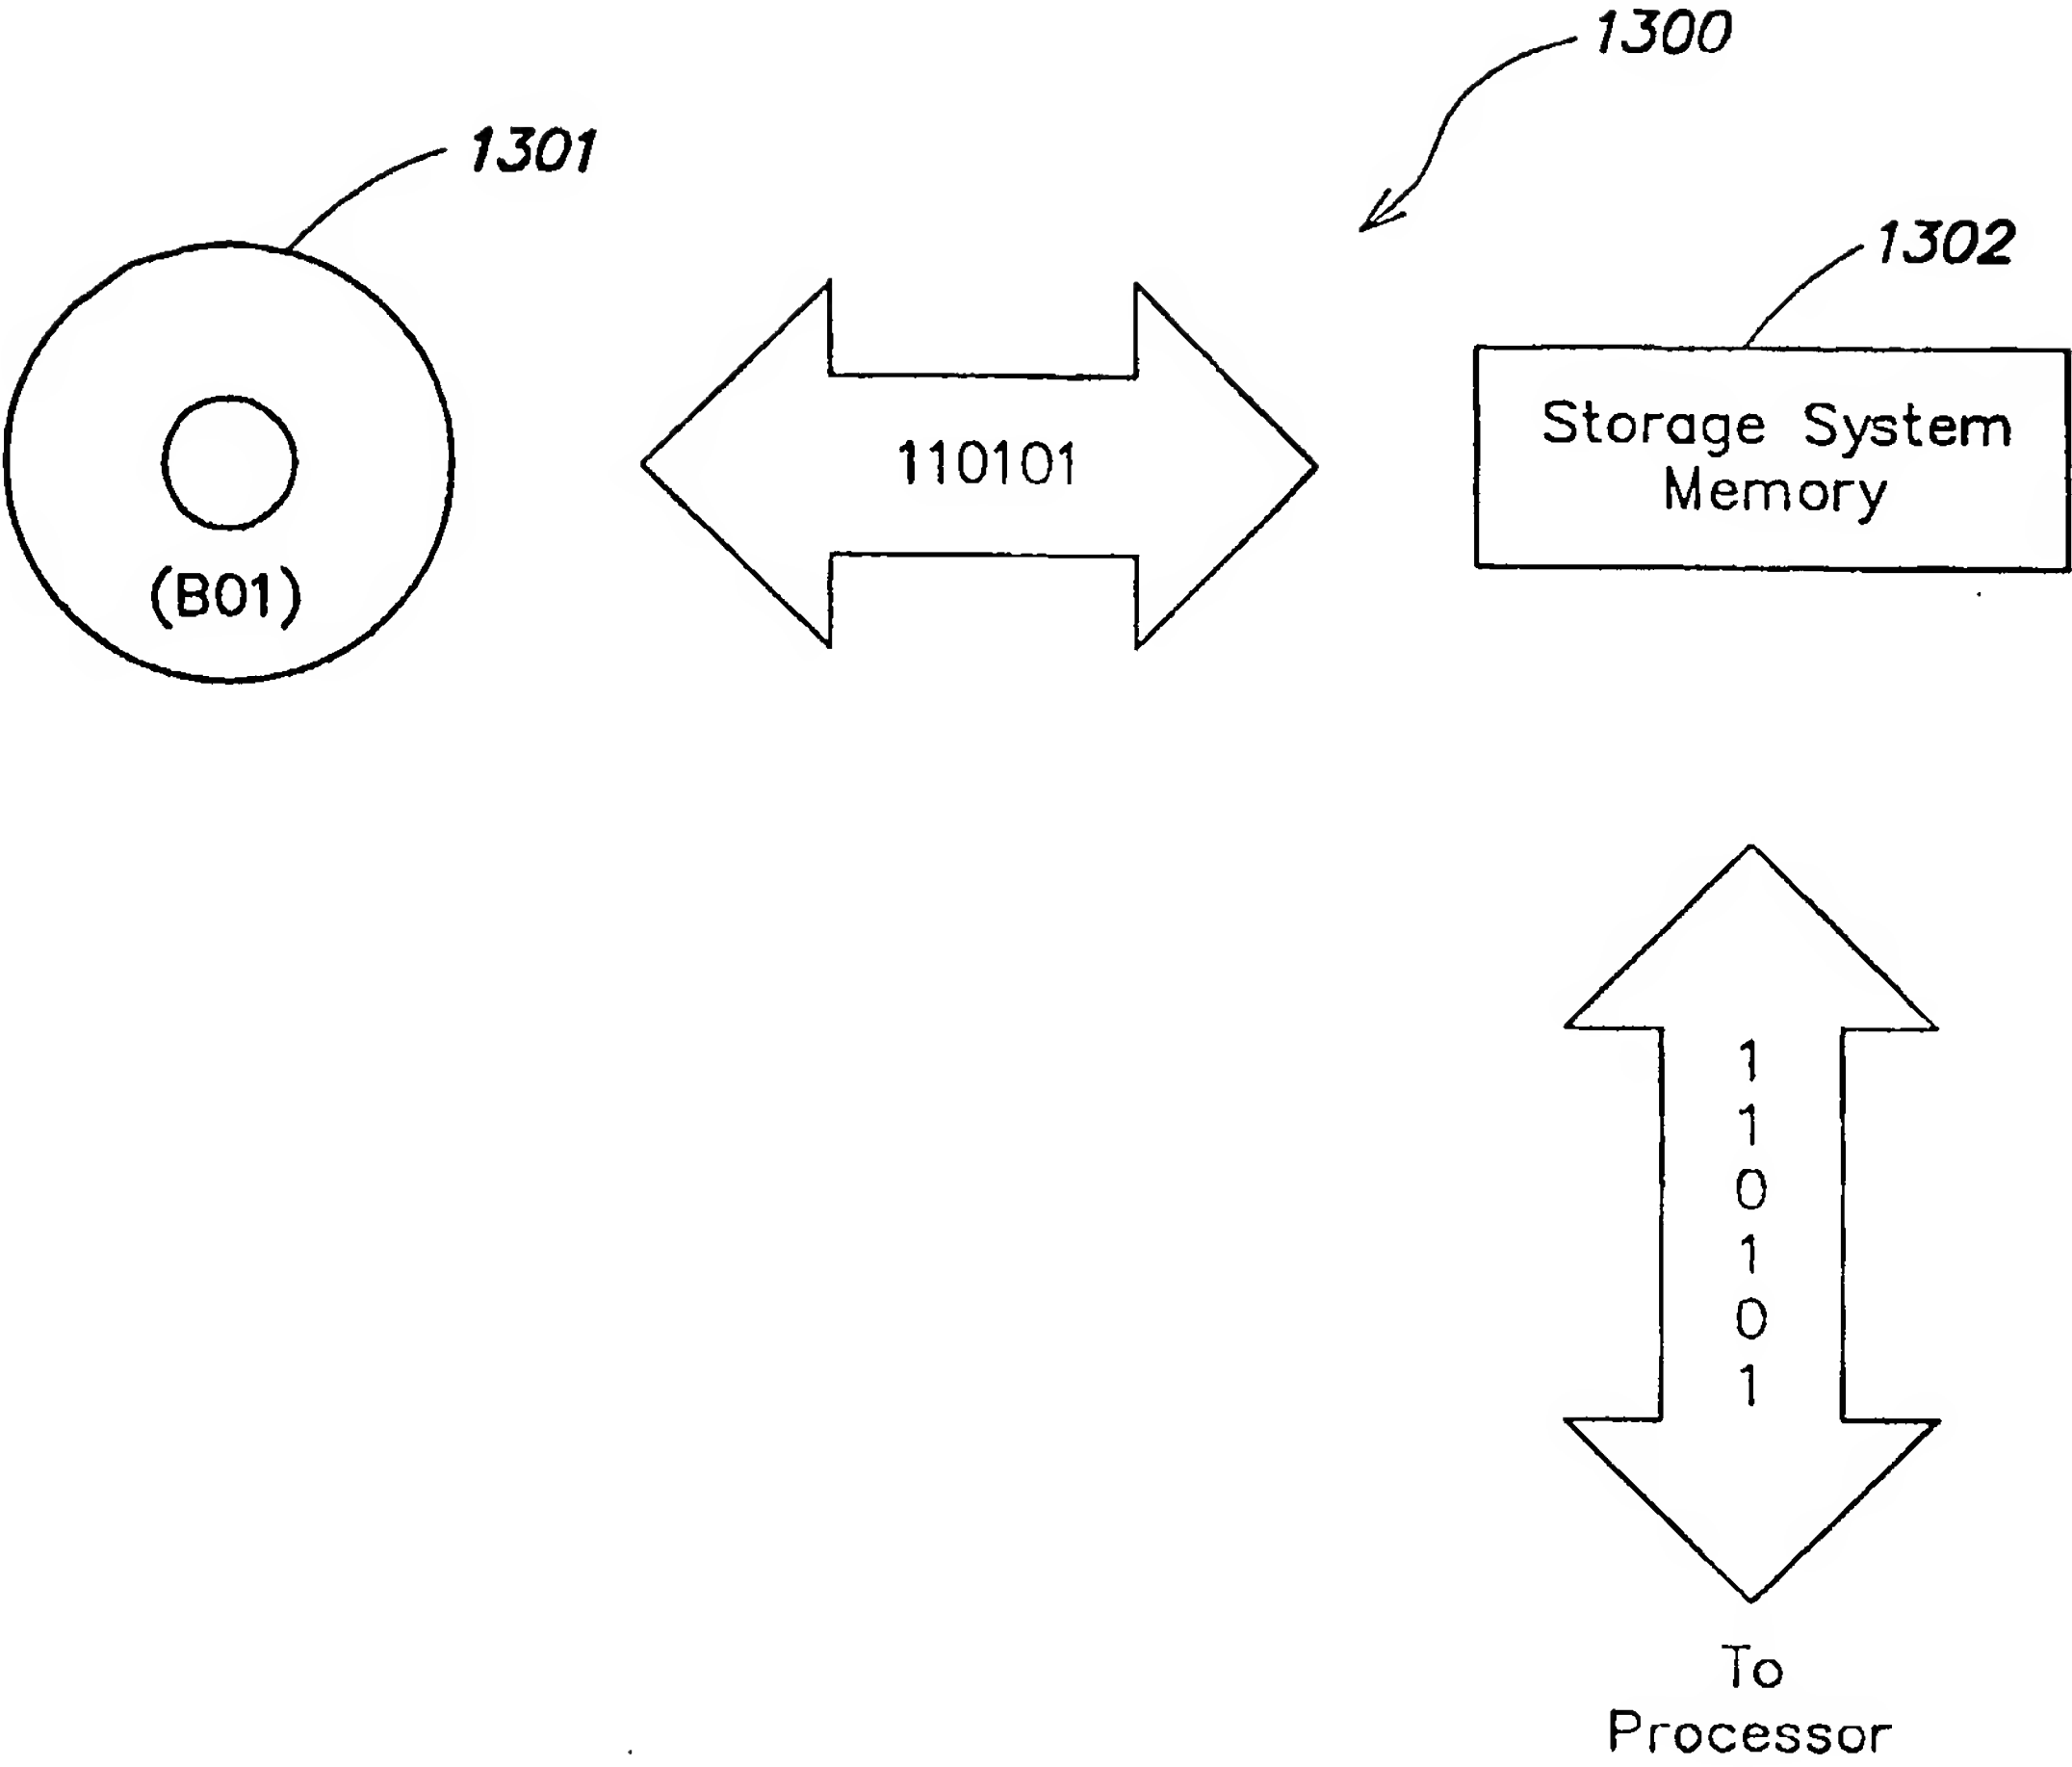 1300
1301
1302
110101
Storage System
Memory
(B01)
1
1
0
1
0
1
To
Processor